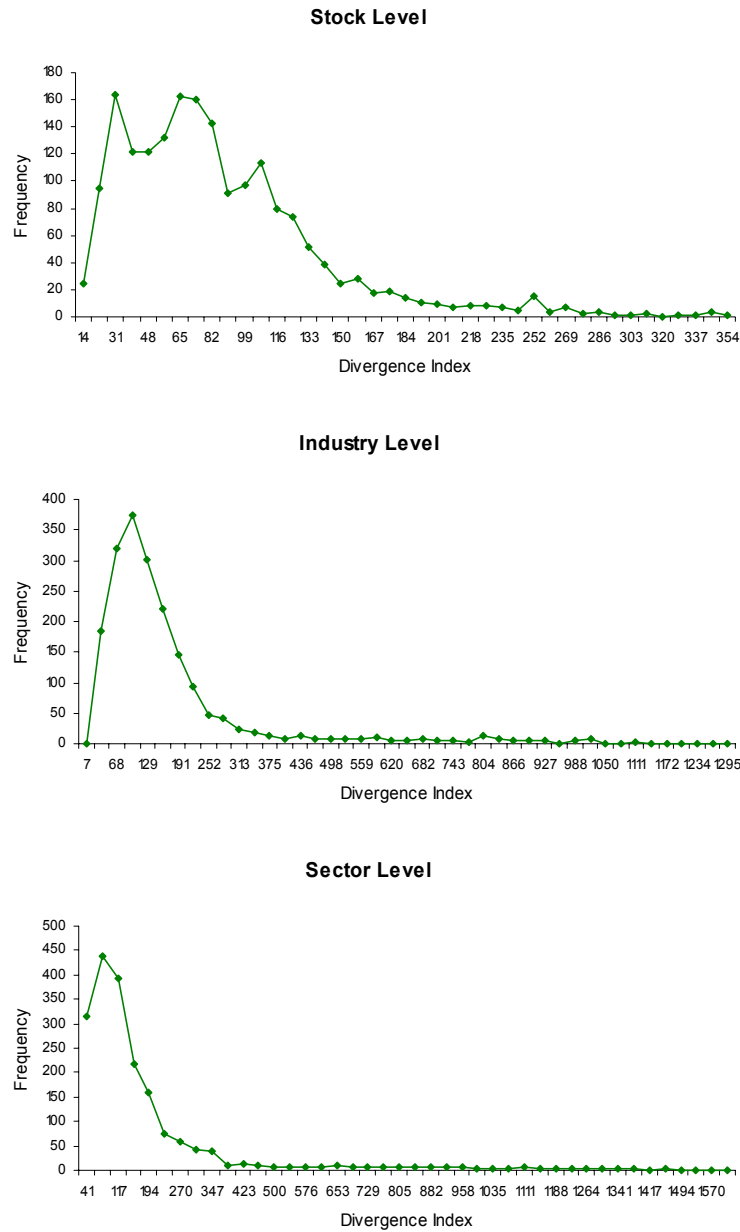 Stock Level
180
160
140
120
100
80
60
40
20
0
Frequency
14 31 48 65 82 99 116 133 150 167 184 201 218 235 252 269 286 303 320 337 354
Divergence Index
Industry Level
400
350
300
250
200
150
100
50
0
Frequency
7 68 129 191 252 313 375 436 498 559 620 682 743 804 866 927 988 1050 1111 1172 1234 1295
Divergence Index
Sector Level
500
450
400
350
300
250
200
150
100
50
0
Frequency
41 117 194 270 347 423 500 576 653 729 805 882 958 1035 1111 1188 1264 1341 1417 1494 1570
Divergence Index